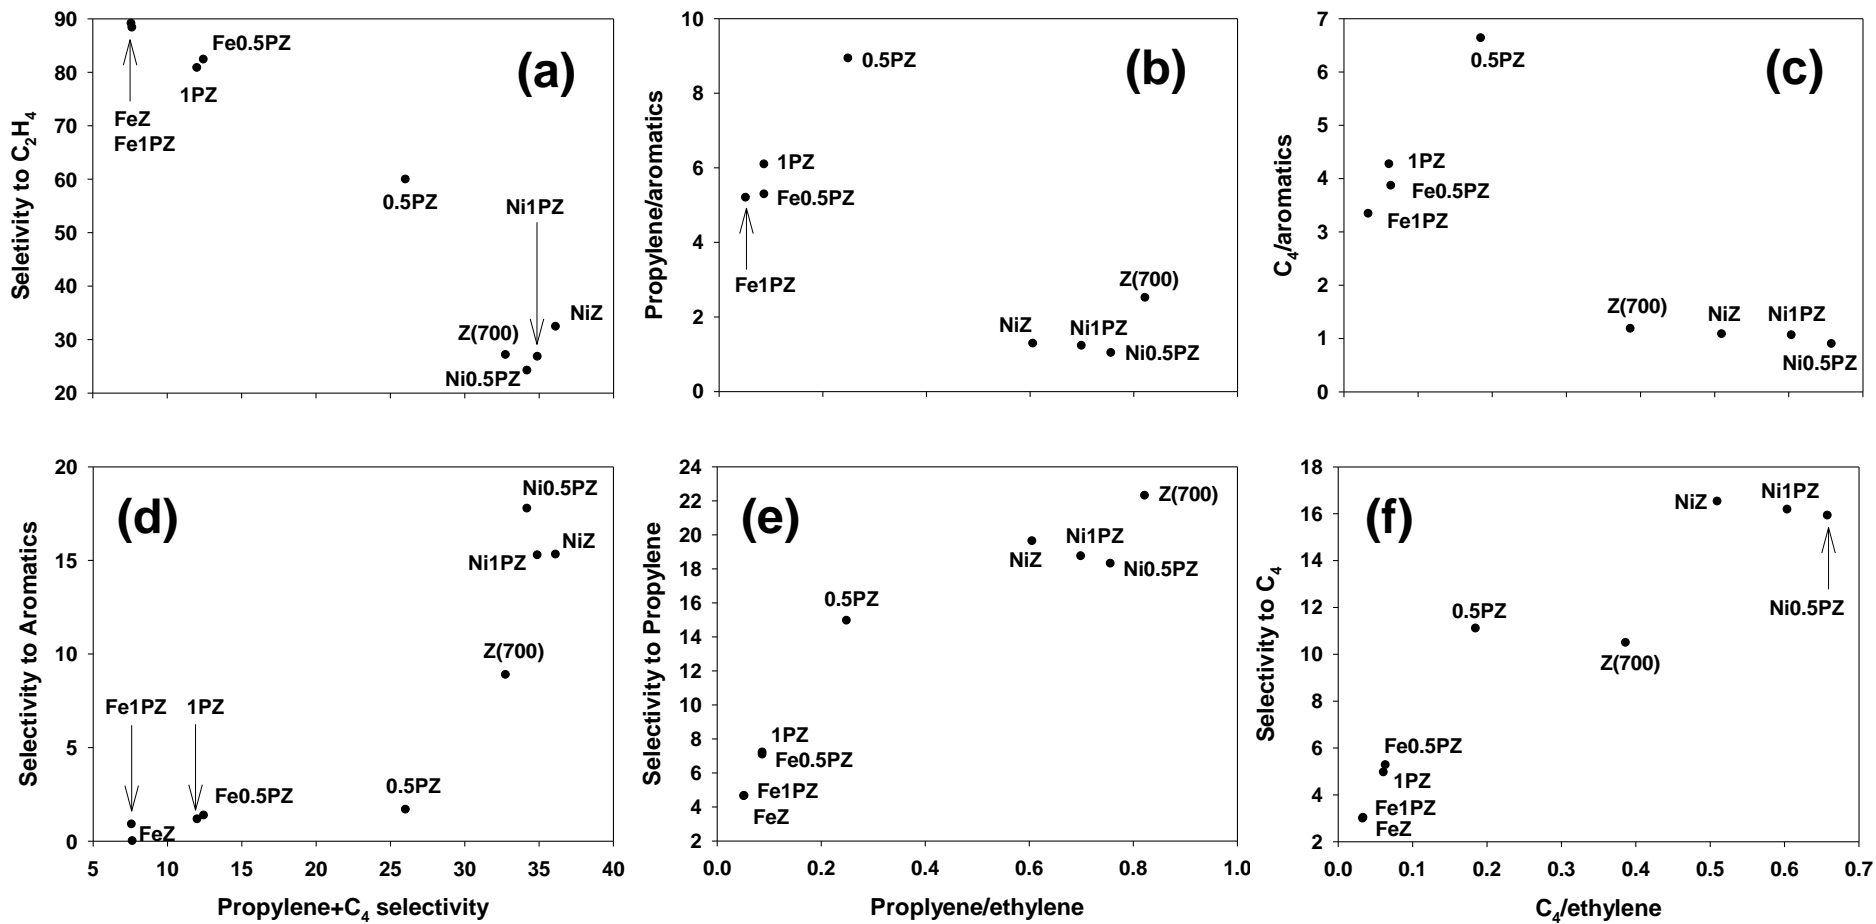 90
80
70
60
50
40
30
20
Seletivity to C₂H₄
(a)
Fe0.5PZ
1PZ
FeZ
Fe1PZ
0.5PZ
Ni1PZ
NiZ
Z(700)
Ni0.5PZ
10
8
6
4
2
0
Propylene/aromatics
(b)
0.5PZ
1PZ
Fe0.5PZ
Fe1PZ
Z(700)
NiZ
Ni1PZ
Ni0.5PZ
7
6
5
4
3
2
1
0
C₄/aromatics
(c)
0.5PZ
1PZ
Fe0.5PZ
Fe1PZ
Z(700)
NiZ
Ni1PZ
Ni0.5PZ
20
15
10
5
0
Selectivity to Aromatics
(d)
Ni0.5PZ
Ni1PZ
NiZ
Z(700)
Fe1PZ
1PZ
Fe0.5PZ
0.5PZ
FeZ
5 10 15 20 25 30 35 40
Propylene+C₄ selectivity
24
22
20
18
16
14
12
10
8
6
4
2
Selectivity to Propylene
(e)
Z(700)
Ni1PZ
NiZ
Ni0.5PZ
0.5PZ
1PZ
Fe0.5PZ
Fe1PZ
FeZ
0.0 0.2 0.4 0.6 0.8 1.0
Proplyene/ethylene
18
16
14
12
10
8
6
4
2
Selectivity to C₄
(f)
NiZ
Ni1PZ
Ni0.5PZ
0.5PZ
Z(700)
Fe0.5PZ
1PZ
Fe1PZ
FeZ
0.0 0.1 0.2 0.3 0.4 0.5 0.6 0.7
C₄/ethylene